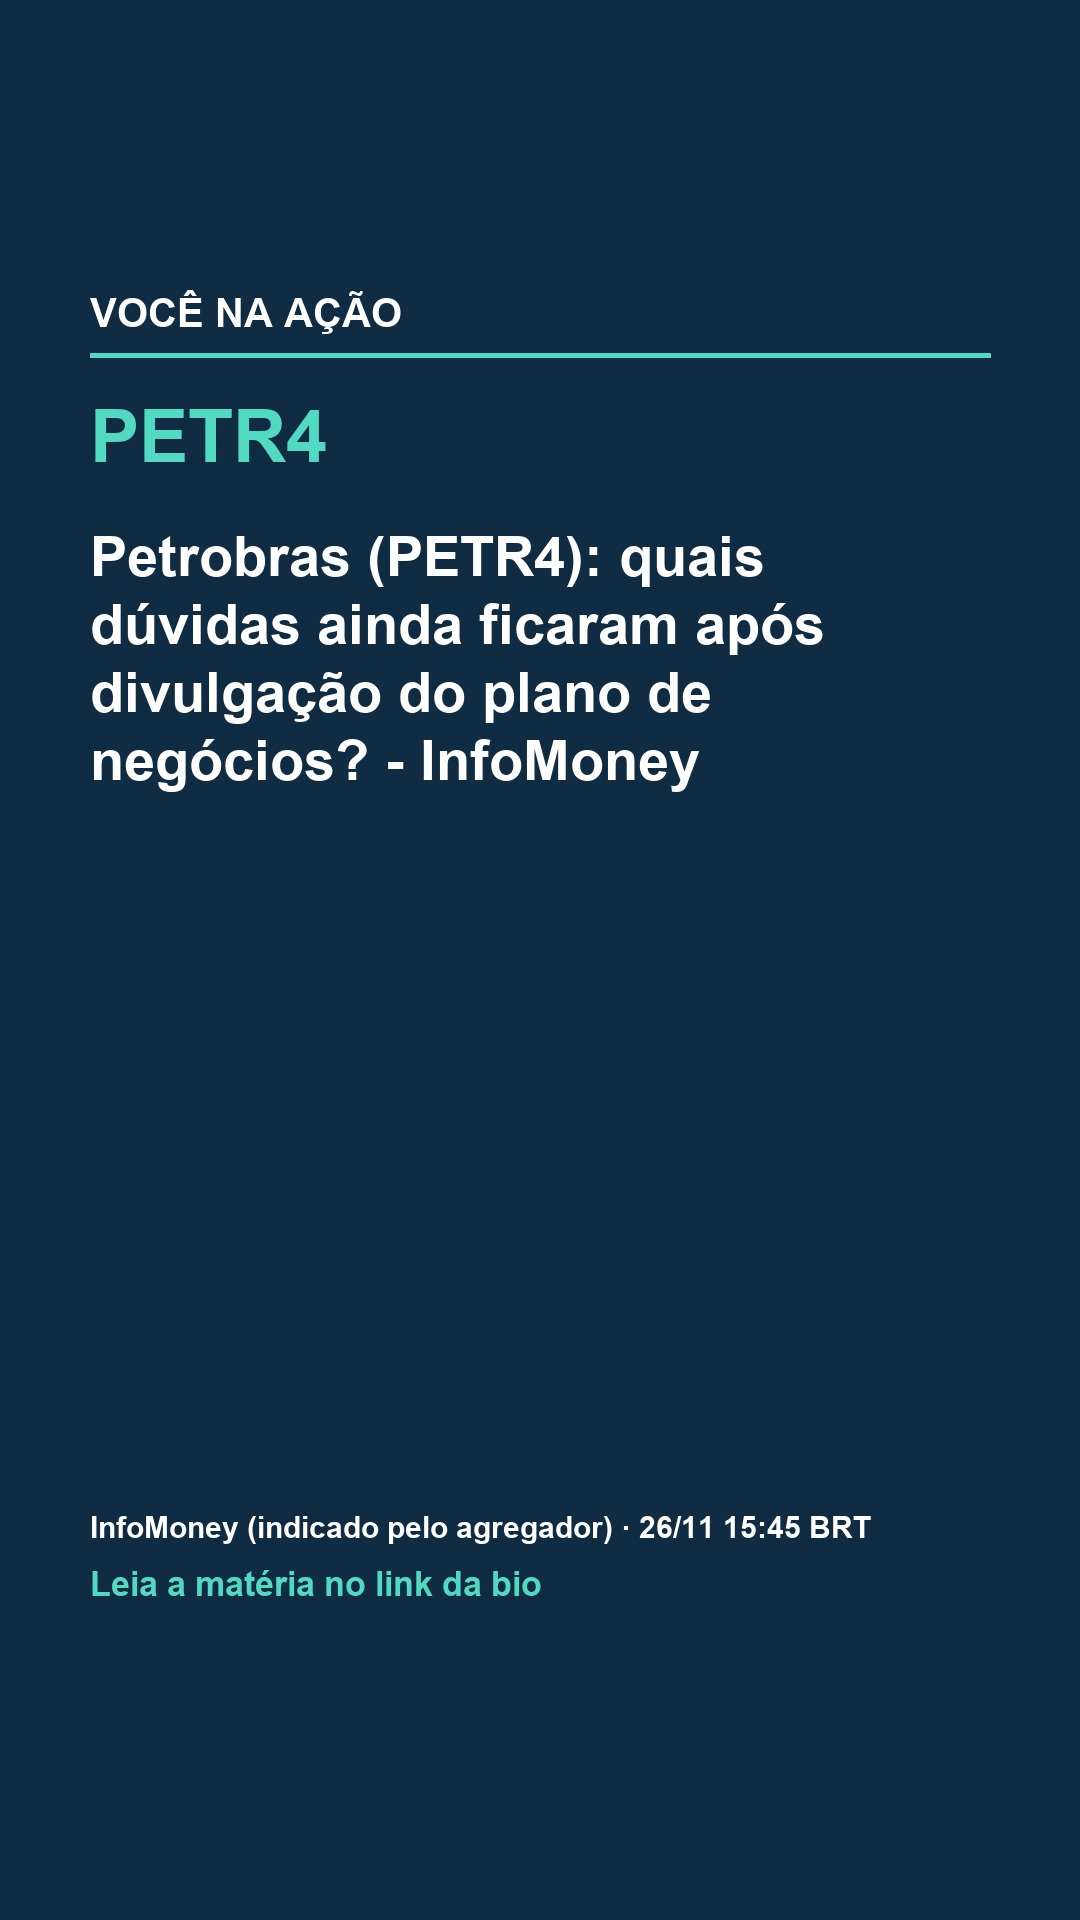 VOCÊ NA AÇÃO
PETR4
Petrobras (PETR4): quais
dúvidas ainda ficaram após
divulgação do plano de
negócios? - InfoMoney
InfoMoney (indicado pelo agregador) · 26/11 15:45 BRT
Leia a matéria no link da bio